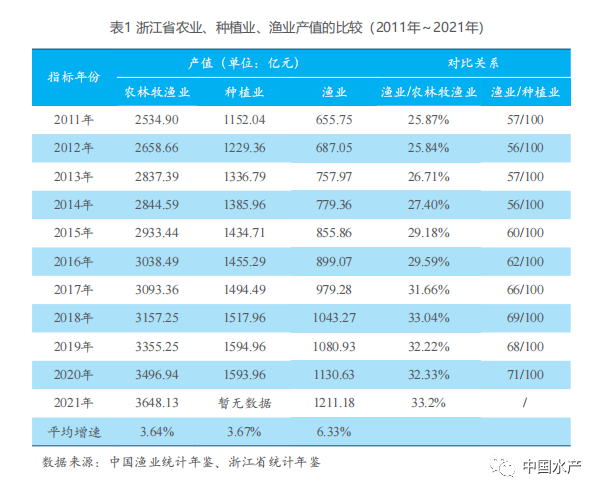 表1 浙江省农业、种植业、渔业产值的比较（2011年~2021年）
指标年份 产值（单位：亿元） 对比关系
农林牧渔业 种植业 渔业 渔业/农林牧渔业 渔业/种植业
2011年 2534.90 1152.04 655.75 25.87% 57/100
2012年 2658.66 1229.36 687.05 25.84% 56/100
2013年 2837.39 1336.79 757.97 26.71% 57/100
2014年 2844.59 1385.96 779.36 27.40% 56/100
2015年 2933.44 1434.71 855.86 29.18% 60/100
2016年 3038.49 1455.29 899.07 29.59% 62/100
2017年 3093.36 1494.49 979.28 31.66% 66/100
2018年 3157.25 1517.96 1043.27 33.04% 69/100
2019年 3355.25 1594.96 1080.93 32.22% 68/100
2020年 3496.94 1593.96 1130.63 32.33% 71/100
2021年 3648.13 暂无数据 1211.18 33.2% /
平均增速 3.64% 3.67% 6.33%
数据来源：中国渔业统计年鉴、浙江省统计年鉴
中国水产